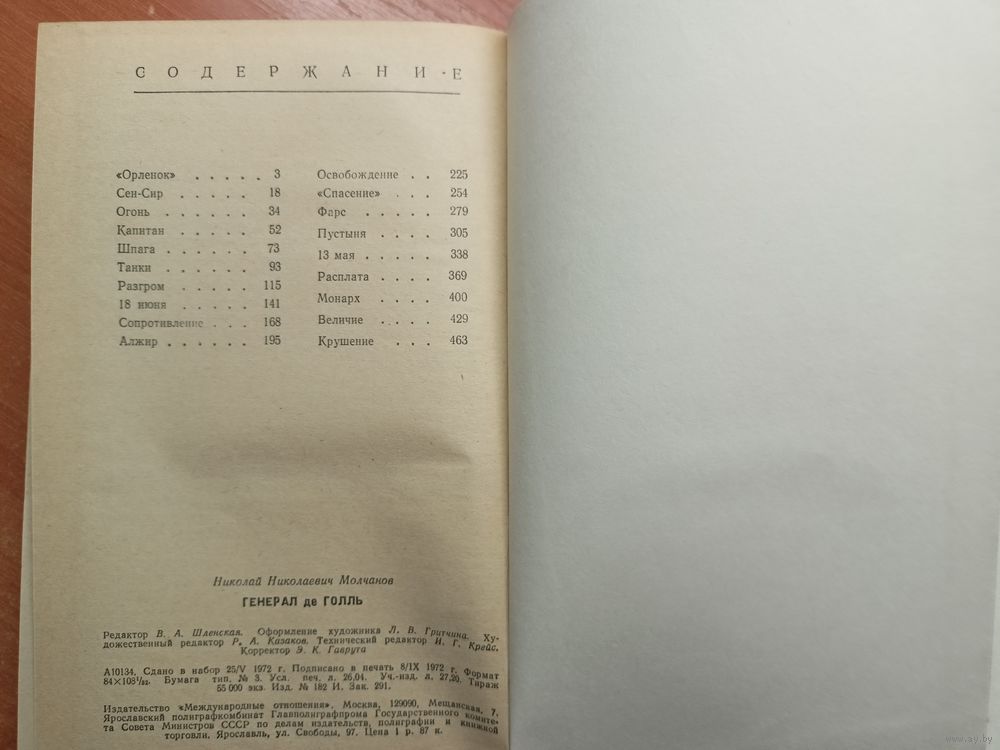 СОДЕРЖАНИЕ
«Орленок» . . . . . 3
Сен-Сир . . . . . 18
Огонь . . . . . . 34
Капитан . . . . . 52
Шпага . . . . . . 73
Танки . . . . . . 93
Разгром . . . . . 115
18 июня . . . . . 141
Сопротивление . . . 168
Алжир . . . . . . 195
Освобождение . . 225
«Спасение» . . . 254
Фарс . . . . . 279
Пустыня . . . . 305
13 мая . . . . . 338
Расплата . . . . 369
Монарх . . . . 400
Величие . . . . 429
Крушение . . . 463
Николай Николаевич Молчанов
ГЕНЕРАЛ де ГОЛЛЬ
Редактор В. А. Шленская. Оформление художника Л. В. Гритчина. Ху-
дожественный редактор Р. А. Казаков. Технический редактор И. Г. Крейс.
Корректор Э. К. Гаврута
А10134. Сдано в набор 25/V 1972 г. Подписано в печать 8/IX 1972 г. Формат
84×108¹/₃₂. Бумага тип. № 3. Усл. печ. л. 26,04. Уч.-изд. л. 27,20. Тираж
55 000 экз. Изд. № 182 И. Зак. 291.
Издательство «Международные отношения», Москва, 129090, Мещанская, 7.
Ярославский полиграфкомбинат Главполиграфпрома Государственного комите-
та Совета Министров СССР по делам издательств, полиграфии и книжной
торговли. Ярославль, ул. Свободы, 97. Цена 1 р. 87 к.
www.ay.by